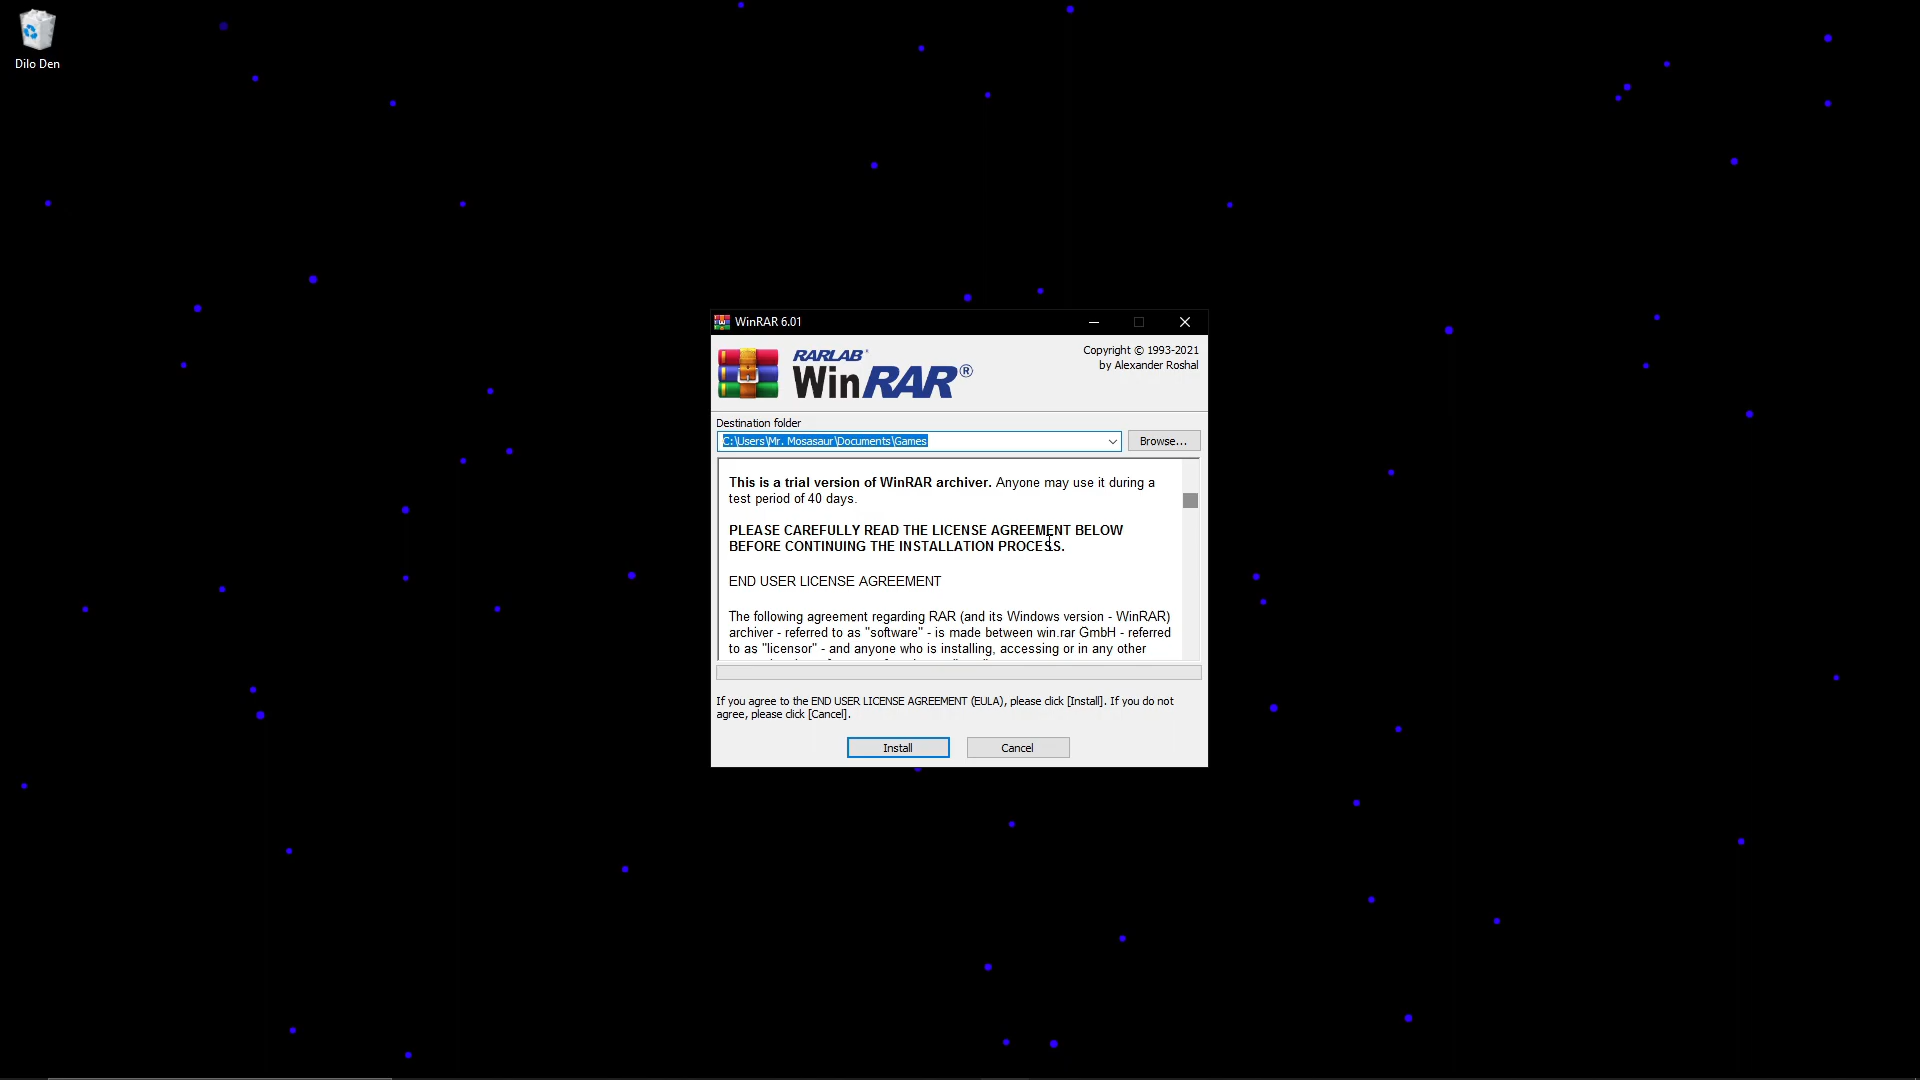 Dilo Den
WinRAR 6.01
RARLAB®
WinRAR®
Copyright © 1993-2021
by Alexander Roshal
Destination folder
C:\Users\Mr. Mosasaur\Documents\Games
Browse...
This is a trial version of WinRAR archiver. Anyone may use it during a
test period of 40 days.
PLEASE CAREFULLY READ THE LICENSE AGREEMENT BELOW
BEFORE CONTINUING THE INSTALLATION PROCESS.
END USER LICENSE AGREEMENT
The following agreement regarding RAR (and its Windows version - WinRAR)
archiver - referred to as "software" - is made between win.rar GmbH - referred
to as "licensor" - and anyone who is installing, accessing or in any other
If you agree to the END USER LICENSE AGREEMENT (EULA), please click [Install]. If you do not
agree, please click [Cancel].
Install
Cancel